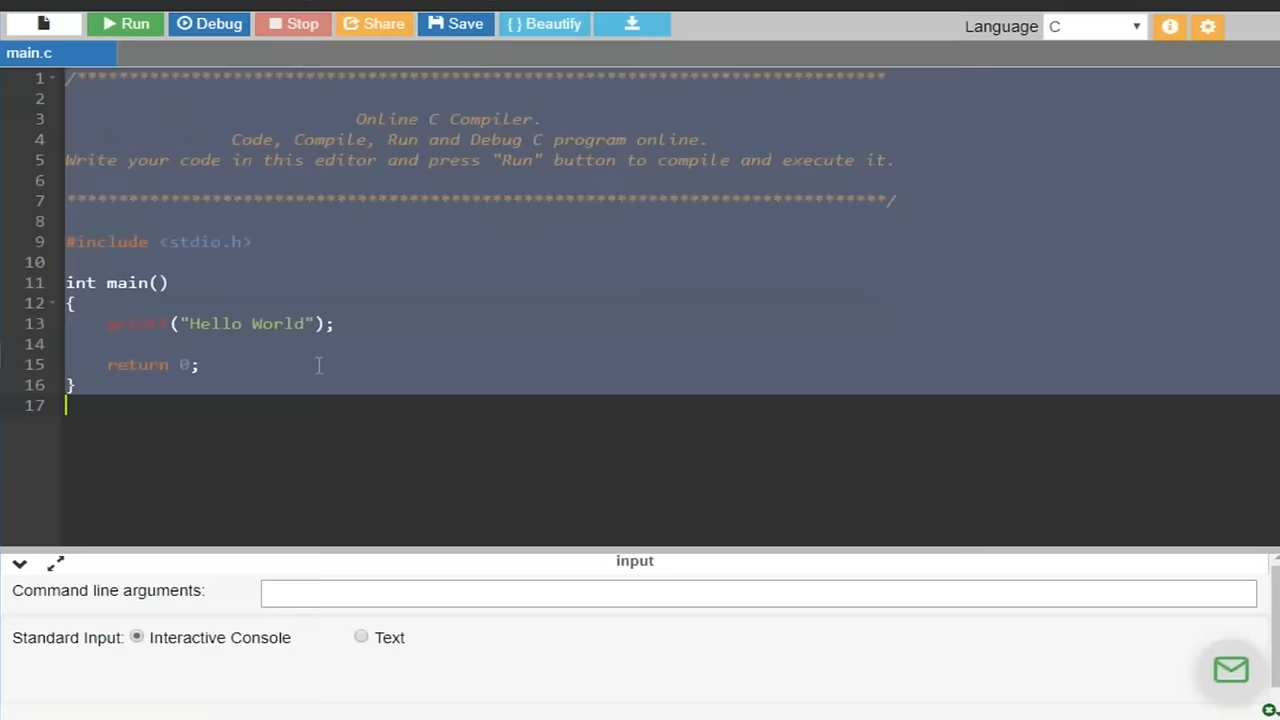 Run Debug Stop Share Save { } Beautify Language C
main.c
1 /*******************************************************************************
2
3 Online C Compiler.
4 Code, Compile, Run and Debug C program online.
5 Write your code in this editor and press "Run" button to compile and execute it.
6
7 *******************************************************************************/
8
9 #include <stdio.h>
10
11 int main()
12 {
13 printf("Hello World");
14
15 return 0;
16 }
17
input
Command line arguments:
Standard Input: Interactive Console Text